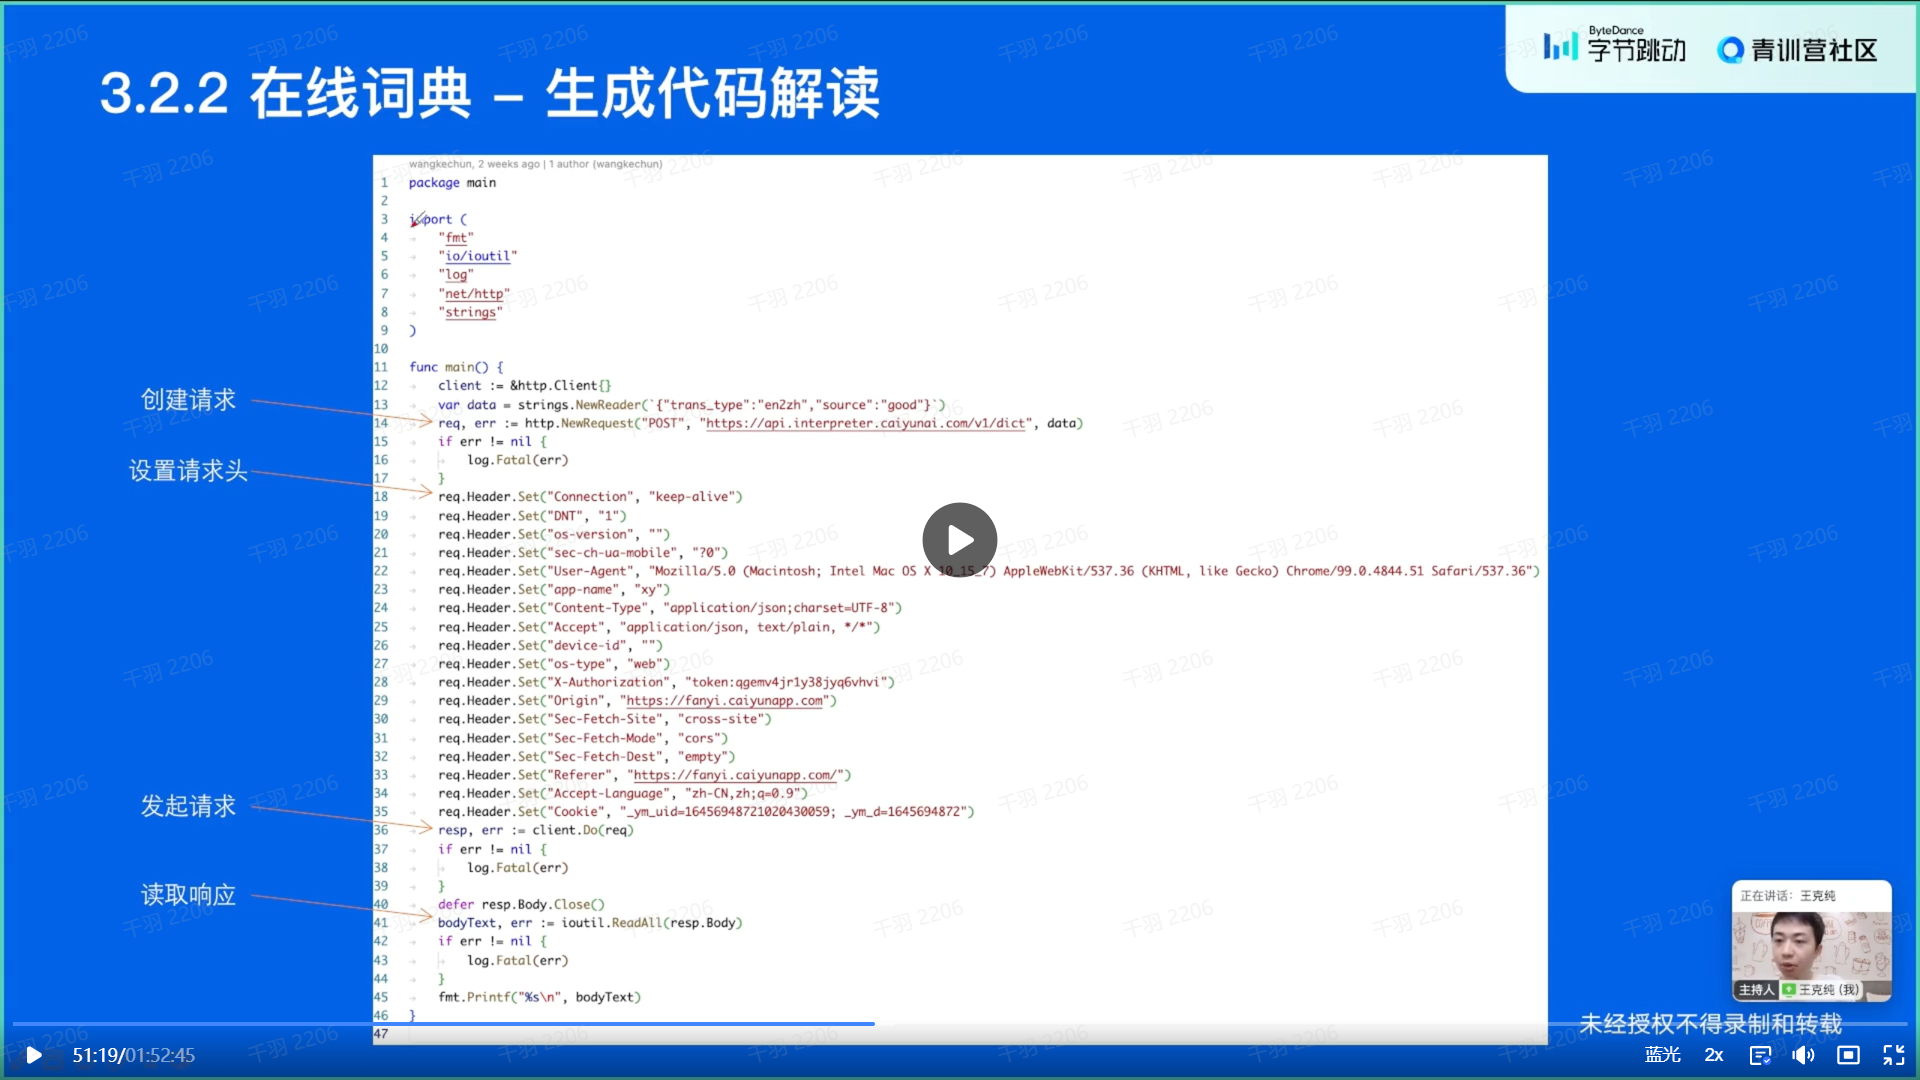 ByteDance
字节跳动
青训营社区
3.2.2 在线词典 – 生成代码解读
wangkechun, 2 weeks ago | 1 author (wangkechun)
1 package main
2
3 import (
4 "fmt"
5 "io/ioutil"
6 "log"
7 "net/http"
8 "strings"
9 )
10
11 func main() {
12 client := &http.Client{}
13 var data = strings.NewReader(`{"trans_type":"en2zh","source":"good"}`)
创建请求
14 req, err := http.NewRequest("POST", "https://api.interpreter.caiyunai.com/v1/dict", data)
15 if err != nil {
16 log.Fatal(err)
17 }
设置请求头
18 req.Header.Set("Connection", "keep-alive")
19 req.Header.Set("DNT", "1")
20 req.Header.Set("os-version", "")
21 req.Header.Set("sec-ch-ua-mobile", "?0")
22 req.Header.Set("User-Agent", "Mozilla/5.0 (Macintosh; Intel Mac OS X 10_15_7) AppleWebKit/537.36 (KHTML, like Gecko) Chrome/99.0.4844.51 Safari/537.36")
23 req.Header.Set("app-name", "xy")
24 req.Header.Set("Content-Type", "application/json;charset=UTF-8")
25 req.Header.Set("Accept", "application/json, text/plain, */*")
26 req.Header.Set("device-id", "")
27 req.Header.Set("os-type", "web")
28 req.Header.Set("X-Authorization", "token:qgemv4jr1y38jyq6vhvi")
29 req.Header.Set("Origin", "https://fanyi.caiyunapp.com")
30 req.Header.Set("Sec-Fetch-Site", "cross-site")
31 req.Header.Set("Sec-Fetch-Mode", "cors")
32 req.Header.Set("Sec-Fetch-Dest", "empty")
33 req.Header.Set("Referer", "https://fanyi.caiyunapp.com/")
34 req.Header.Set("Accept-Language", "zh-CN,zh;q=0.9")
35 req.Header.Set("Cookie", "_ym_uid=16456948721020430059; _ym_d=1645694872")
发起请求
36 resp, err := client.Do(req)
37 if err != nil {
38 log.Fatal(err)
39 }
40 defer resp.Body.Close()
读取响应
41 bodyText, err := ioutil.ReadAll(resp.Body)
42 if err != nil {
43 log.Fatal(err)
44 }
45 fmt.Printf("%s\n", bodyText)
46 }
47
正在讲话: 王克纯
主持人 王克纯 (我)
未经授权不得录制和转载
51:19/01:52:45
蓝光 2x
千羽 2206